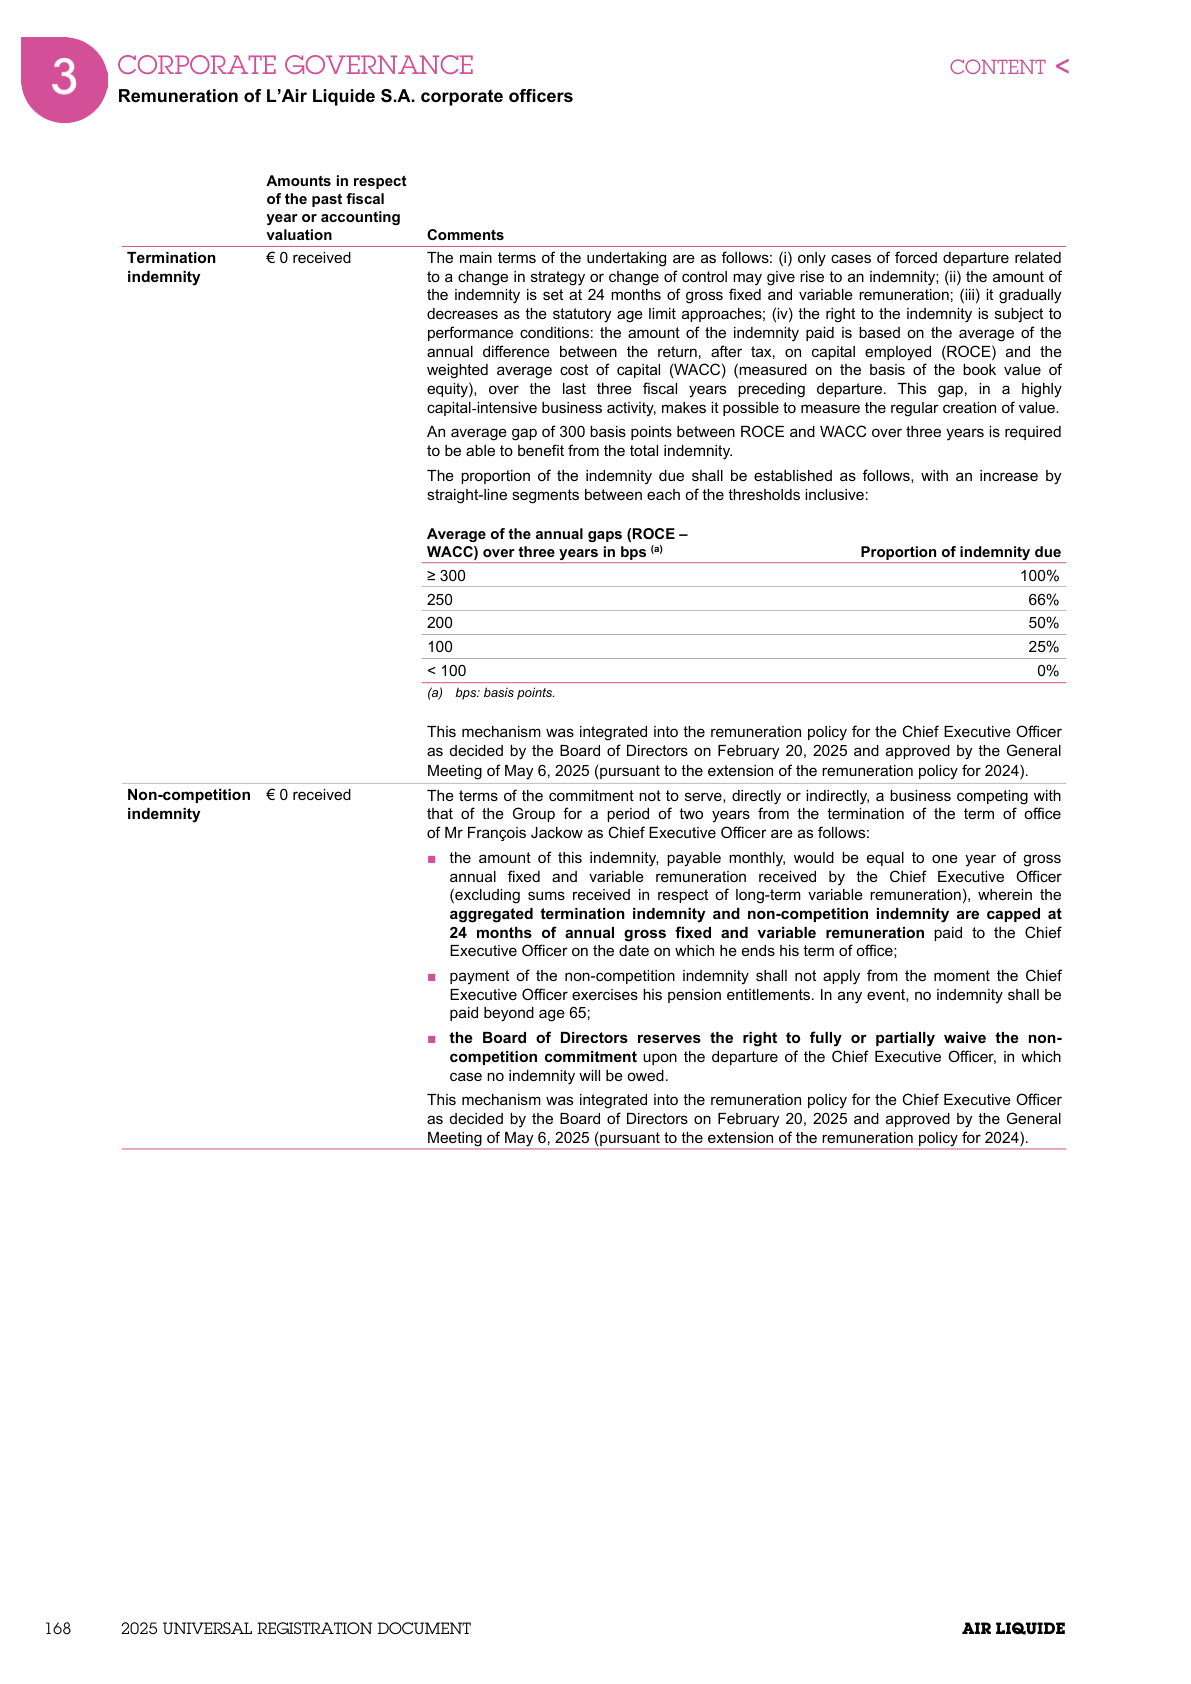 3
CORPORATE GOVERNANCE
CONTENT <
Remuneration of L’Air Liquide S.A. corporate officers
Amounts in respect
of the past fiscal
year or accounting
valuation
Comments
Termination
indemnity
€ 0 received
The main terms of the undertaking are as follows: (i) only cases of forced departure related
to a change in strategy or change of control may give rise to an indemnity; (ii) the amount of
the indemnity is set at 24 months of gross fixed and variable remuneration; (iii) it gradually
decreases as the statutory age limit approaches; (iv) the right to the indemnity is subject to
performance conditions: the amount of the indemnity paid is based on the average of the
annual difference between the return, after tax, on capital employed (ROCE) and the
weighted average cost of capital (WACC) (measured on the basis of the book value of
equity), over the last three fiscal years preceding departure. This gap, in a highly
capital-intensive business activity, makes it possible to measure the regular creation of value.
An average gap of 300 basis points between ROCE and WACC over three years is required
to be able to benefit from the total indemnity.
The proportion of the indemnity due shall be established as follows, with an increase by
straight-line segments between each of the thresholds inclusive:
Average of the annual gaps (ROCE –
WACC) over three years in bps (a) Proportion of indemnity due
≥ 300 100%
250 66%
200 50%
100 25%
< 100 0%
(a) bps: basis points.
This mechanism was integrated into the remuneration policy for the Chief Executive Officer
as decided by the Board of Directors on February 20, 2025 and approved by the General
Meeting of May 6, 2025 (pursuant to the extension of the remuneration policy for 2024).
Non-competition
indemnity
€ 0 received
The terms of the commitment not to serve, directly or indirectly, a business competing with
that of the Group for a period of two years from the termination of the term of office
of Mr François Jackow as Chief Executive Officer are as follows:
■ the amount of this indemnity, payable monthly, would be equal to one year of gross
annual fixed and variable remuneration received by the Chief Executive Officer
(excluding sums received in respect of long-term variable remuneration), wherein the
aggregated termination indemnity and non-competition indemnity are capped at
24 months of annual gross fixed and variable remuneration paid to the Chief
Executive Officer on the date on which he ends his term of office;
■ payment of the non-competition indemnity shall not apply from the moment the Chief
Executive Officer exercises his pension entitlements. In any event, no indemnity shall be
paid beyond age 65;
■ the Board of Directors reserves the right to fully or partially waive the non-
competition commitment upon the departure of the Chief Executive Officer, in which
case no indemnity will be owed.
This mechanism was integrated into the remuneration policy for the Chief Executive Officer
as decided by the Board of Directors on February 20, 2025 and approved by the General
Meeting of May 6, 2025 (pursuant to the extension of the remuneration policy for 2024).
168 2025 UNIVERSAL REGISTRATION DOCUMENT
AIR LIQUIDE